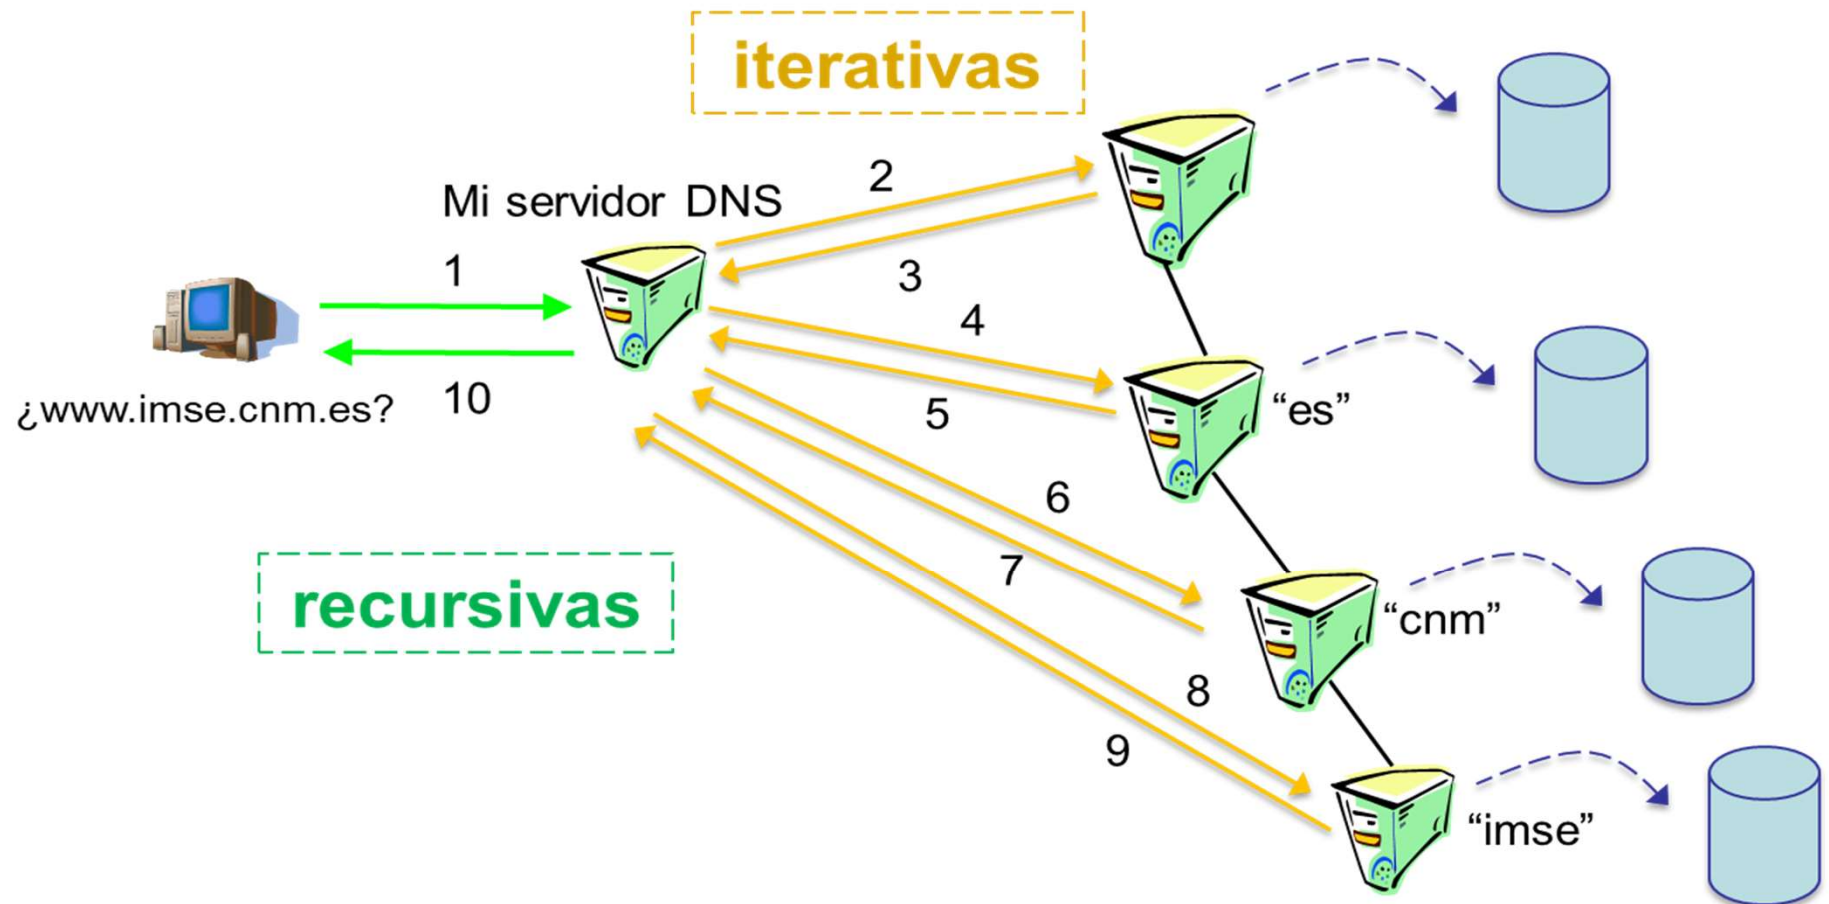 iterativas
Mi servidor DNS
1
2
3
4
5
10
¿www.imse.cnm.es?
"es"
6
7
recursivas
"cnm"
8
9
"imse"